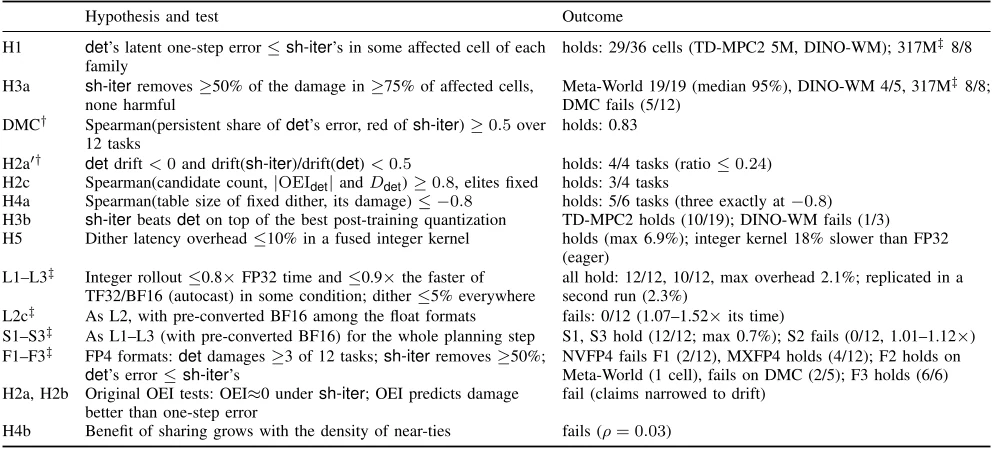 Hypothesis and test Outcome
H1 det's latent one-step error ≤ sh-iter's in some affected cell of each holds: 29/36 cells (TD-MPC2 5M, DINO-WM); 317M‡ 8/8
family
H3a sh-iter removes ≥50% of the damage in ≥75% of affected cells, Meta-World 19/19 (median 95%), DINO-WM 4/5, 317M‡ 8/8;
none harmful DMC fails (5/12)
DMC† Spearman(persistent share of det's error, red of sh-iter) ≥ 0.5 over holds: 0.83
12 tasks
H2a′† det drift < 0 and drift(sh-iter)/drift(det) < 0.5 holds: 4/4 tasks (ratio ≤ 0.24)
H2c Spearman(candidate count, |OEIdet| and Ddet) ≥ 0.8, elites fixed holds: 3/4 tasks
H4a Spearman(table size of fixed dither, its damage) ≤ −0.8 holds: 5/6 tasks (three exactly at −0.8)
H3b sh-iter beats det on top of the best post-training quantization TD-MPC2 holds (10/19); DINO-WM fails (1/3)
H5 Dither latency overhead ≤10% in a fused integer kernel holds (max 6.9%); integer kernel 18% slower than FP32
(eager)
L1–L3‡ Integer rollout ≤0.8× FP32 time and ≤0.9× the faster of all hold: 12/12, 10/12, max overhead 2.1%; replicated in a
TF32/BF16 (autocast) in some condition; dither ≤5% everywhere second run (2.3%)
L2c‡ As L2, with pre-converted BF16 among the float formats fails: 0/12 (1.07–1.52× its time)
S1–S3‡ As L1–L3 (with pre-converted BF16) for the whole planning step S1, S3 hold (12/12; max 0.7%); S2 fails (0/12, 1.01–1.12×)
F1–F3‡ FP4 formats: det damages ≥3 of 12 tasks; sh-iter removes ≥50%; NVFP4 fails F1 (2/12), MXFP4 holds (4/12); F2 holds on
det's error ≤ sh-iter's Meta-World (1 cell), fails on DMC (2/5); F3 holds (6/6)
H2a, H2b Original OEI tests: OEI≈0 under sh-iter; OEI predicts damage fail (claims narrowed to drift)
better than one-step error
H4b Benefit of sharing grows with the density of near-ties fails (ρ = 0.03)